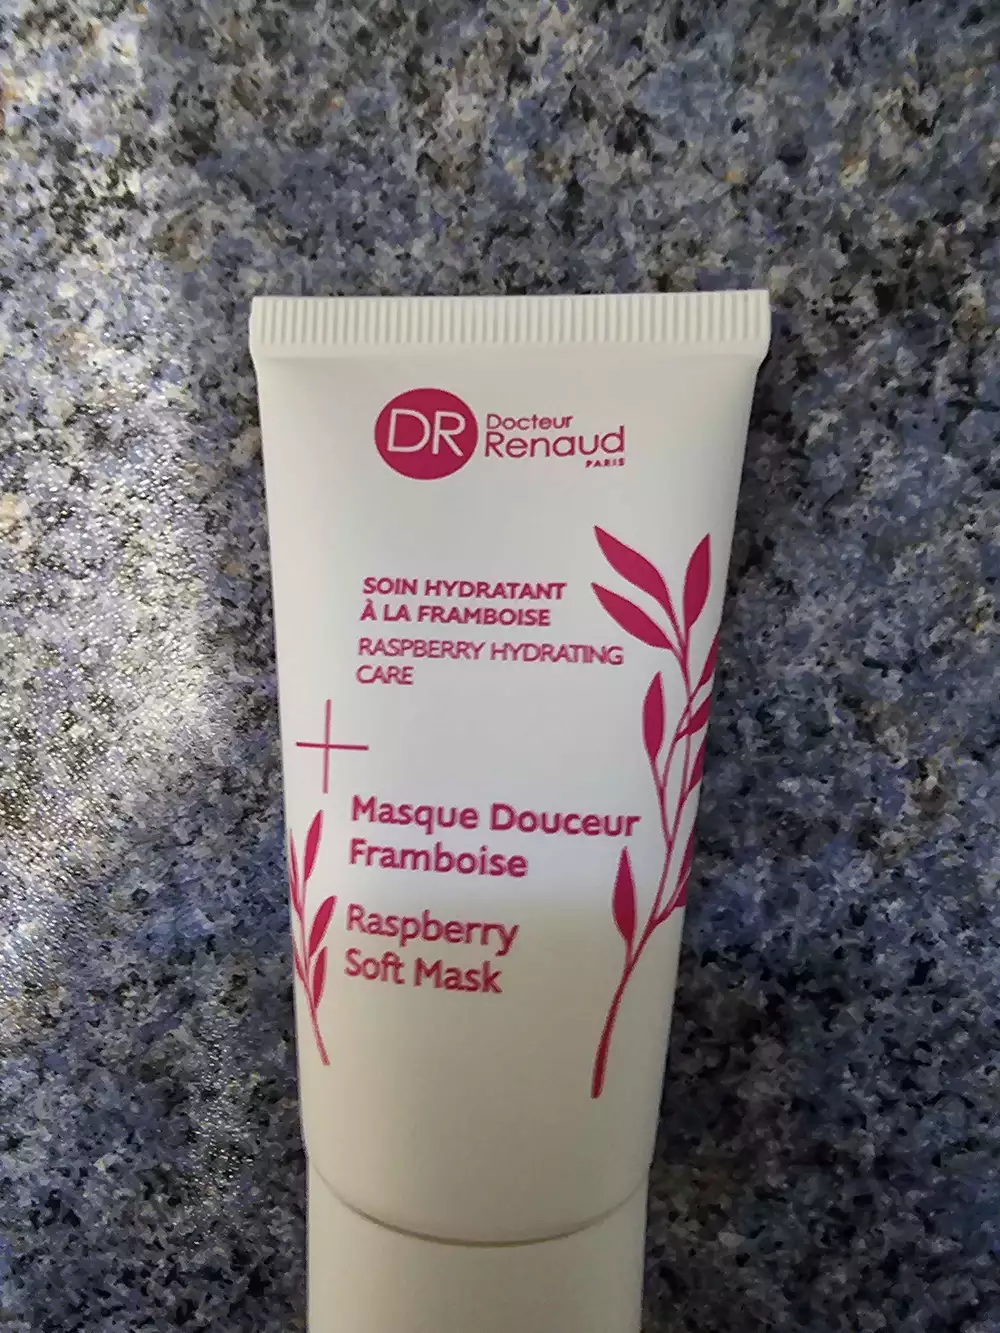 DR Docteur
Renaud
PARIS
SOIN HYDRATANT
À LA FRAMBOISE
RASPBERRY HYDRATING
CARE
Masque Douceur
Framboise
Raspberry
Soft Mask